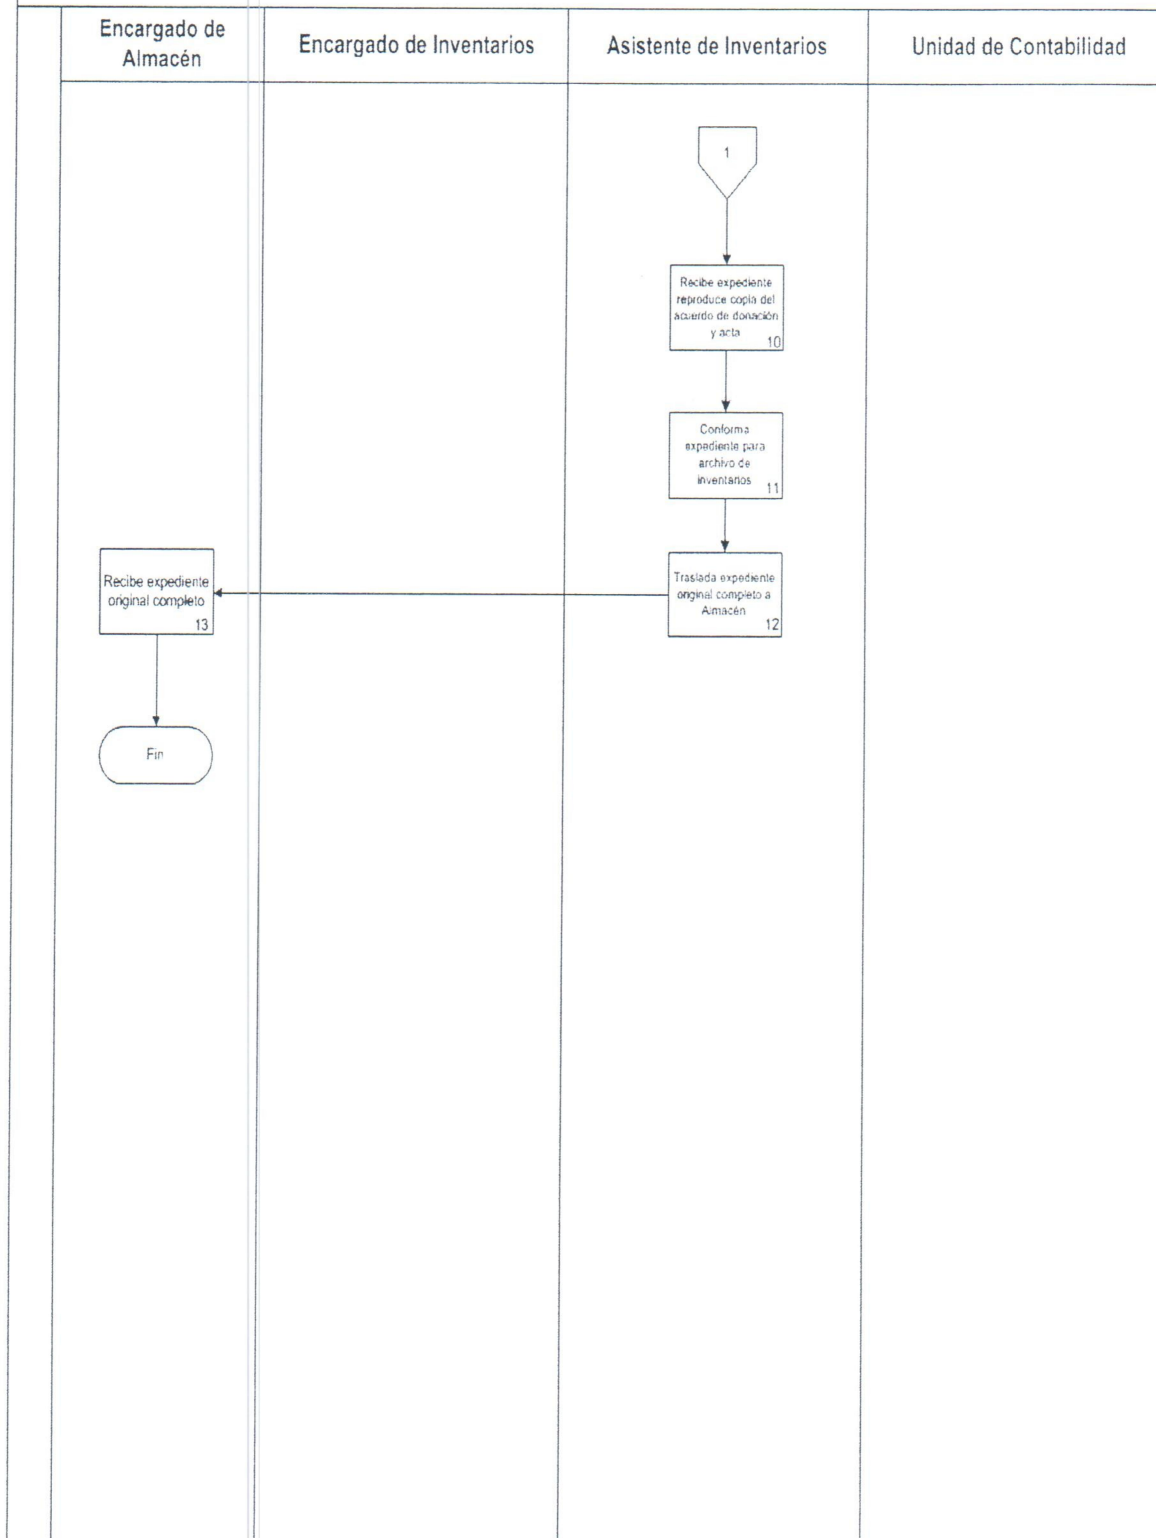 Encargado de
Almacén
Encargado de Inventarios
Asistente de Inventarios
Unidad de Contabilidad
1
Recibe expediente
reproduce copia del
acuerdo de donación
y acta
10
Conforma
expediente para
archivo de
inventarios
11
Traslada expediente
original completo a
Almacén
12
Recibe expediente
original completo
13
Fin